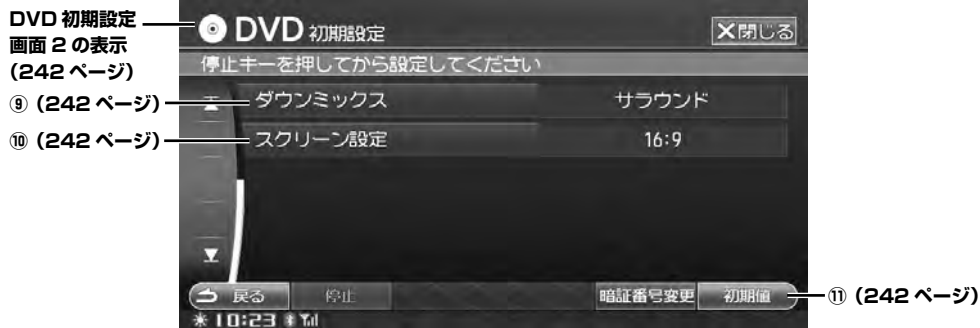 DVD 初期設定
画面 2 の表示
(242 ページ)
⑨ (242 ページ)
⑩ (242 ページ)
DVD 初期設定
×閉じる
停止キーを押してから設定してください
ダウンミックス
サラウンド
スクリーン設定
16:9
戻る
停止
暗証番号変更
初期値
⑪ (242 ページ)
10:23